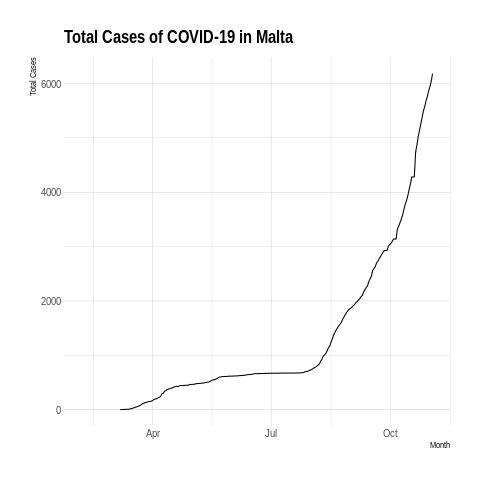 Total Cases of COVID-19 in Malta
Total Cases
6000
4000
2000
0
Apr Jul Oct
Month